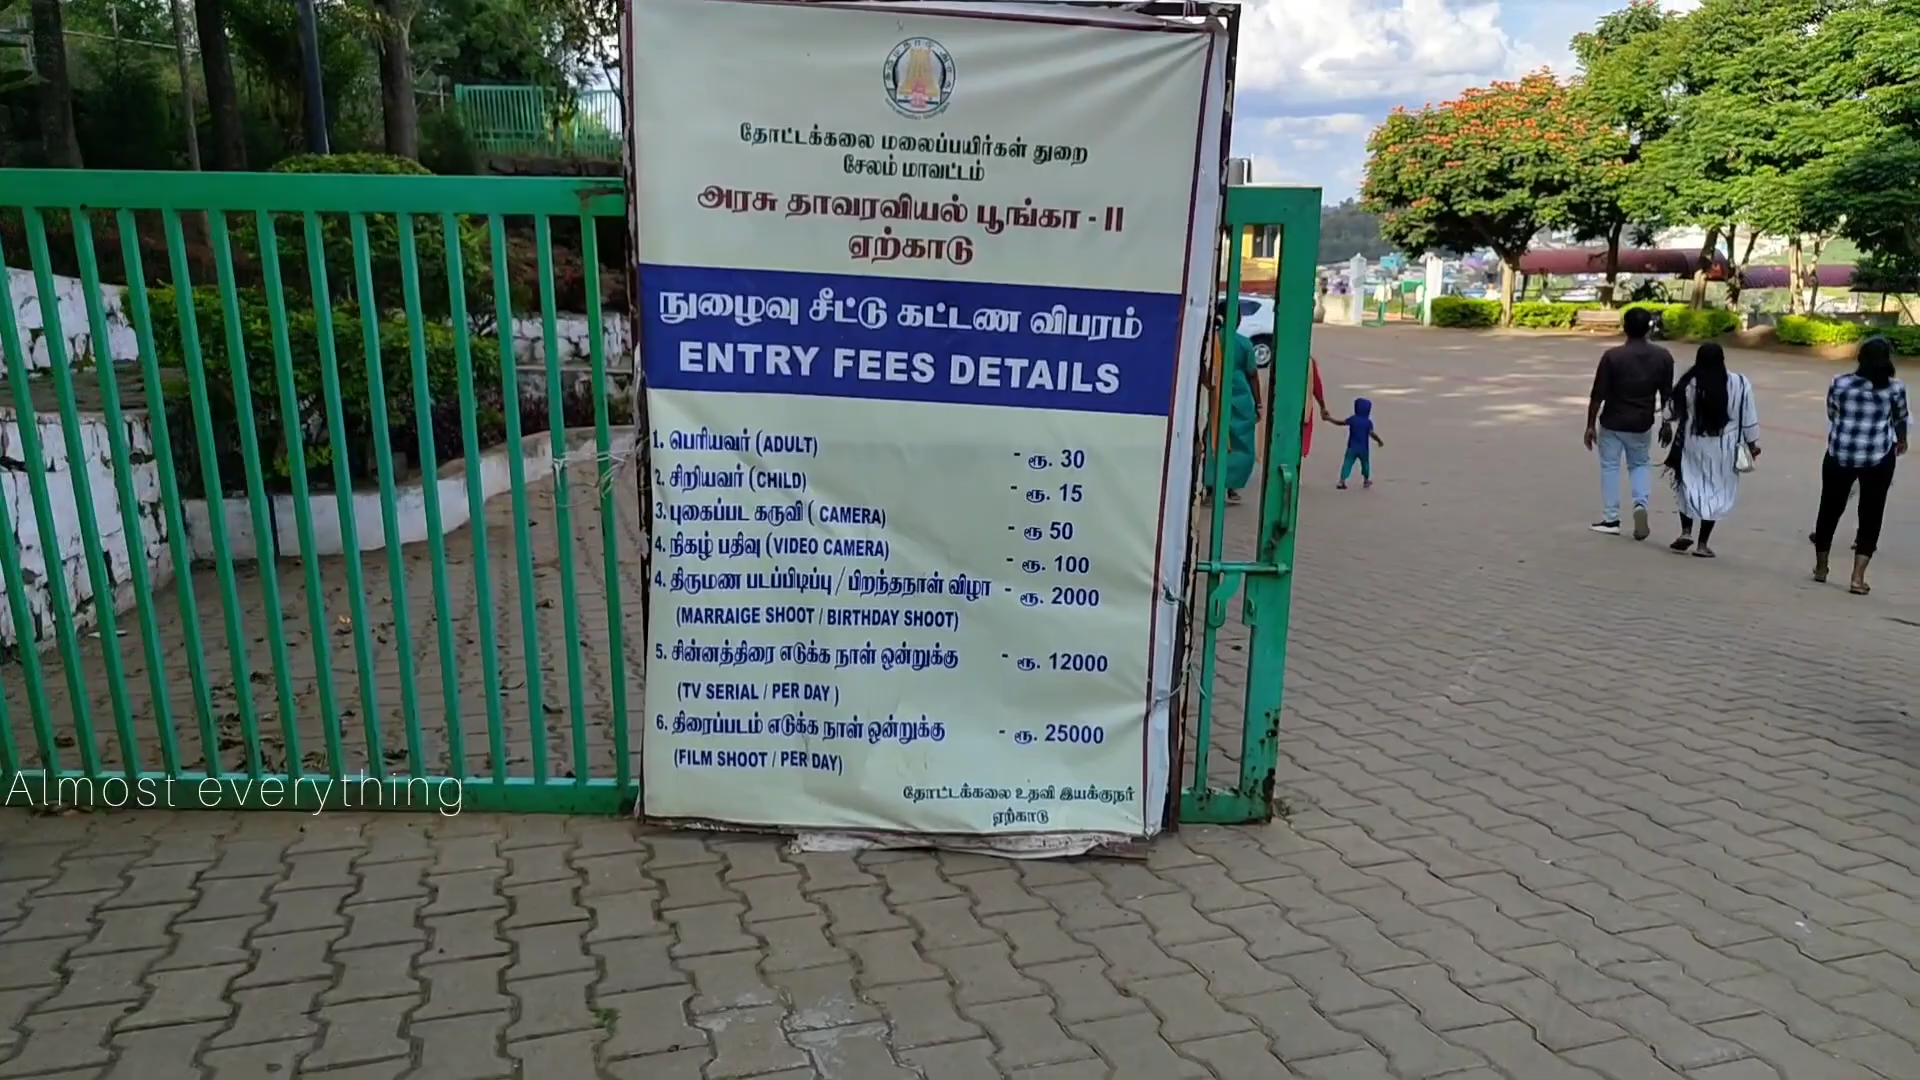 தோட்டக்கலை மலைப்பயிர்கள் துறை
சேலம் மாவட்டம்
அரசு தாவரவியல் பூங்கா - II
ஏற்காடு
நுழைவு சீட்டு கட்டண விபரம்
ENTRY FEES DETAILS
1. பெரியவர் (ADULT) - ரூ. 30
2. சிறியவர் (CHILD) - ரூ. 15
3. புகைப்பட கருவி ( CAMERA) - ரூ 50
4. நிகழ் பதிவு (VIDEO CAMERA) - ரூ. 100
4. திருமண படப்பிடிப்பு / பிறந்தநாள் விழா - ரூ. 2000
(MARRAIGE SHOOT / BIRTHDAY SHOOT)
5. சின்னத்திரை எடுக்க நாள் ஒன்றுக்கு - ரூ. 12000
(TV SERIAL / PER DAY )
6. திரைப்படம் எடுக்க நாள் ஒன்றுக்கு - ரூ. 25000
(FILM SHOOT / PER DAY)
தோட்டக்கலை உதவி இயக்குநர்
ஏற்காடு
Almost everything